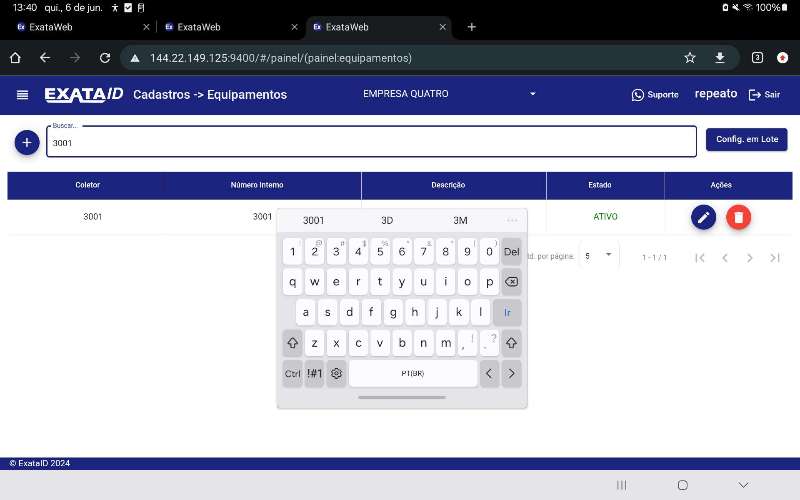 13:40 qui., 6 de jun. 100%
ExataWeb ExataWeb ExataWeb
144.22.149.125:9400/#/painel/(painel:equipamentos) 3
EXATAID Cadastros -> Equipamentos EMPRESA QUATRO Suporte repeato Sair
Buscar...
3001 Config. em Lote
Coletor Número Interno Descrição Estado Ações
3001 3001 ATIVO
3001 3D 3M ...
1 2 3 4 5 6 7 8 9 0 Del
por página: 5 1 - 1 / 1
q w e r t y u i o p
a s d f g h j k l Ir
z x c v b n m , ! . ?
Ctrl !#1 PT(BR) < >
© ExataID 2024